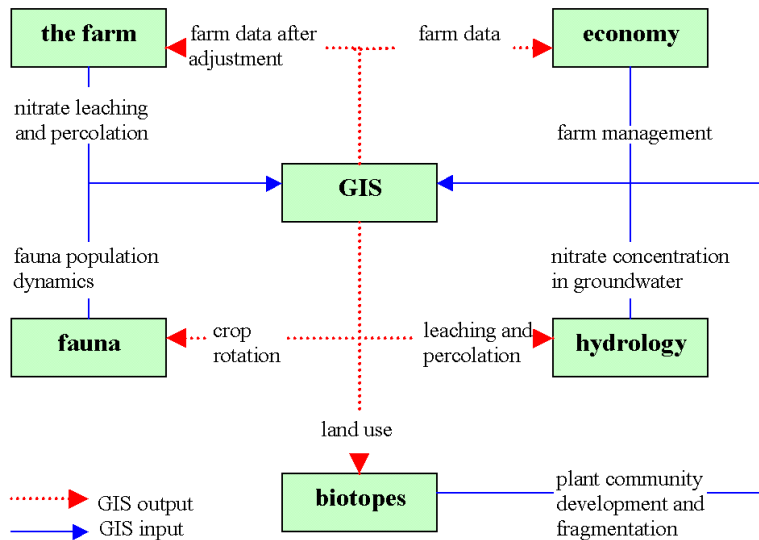 the farm
farm data after
adjustment
farm data
economy
nitrate leaching
and percolation
farm management
GIS
fauna population
dynamics
nitrate concentration
in groundwater
fauna
crop
rotation
leaching and
percolation
hydrology
land use
biotopes
plant community
development and
fragmentation
GIS output
GIS input